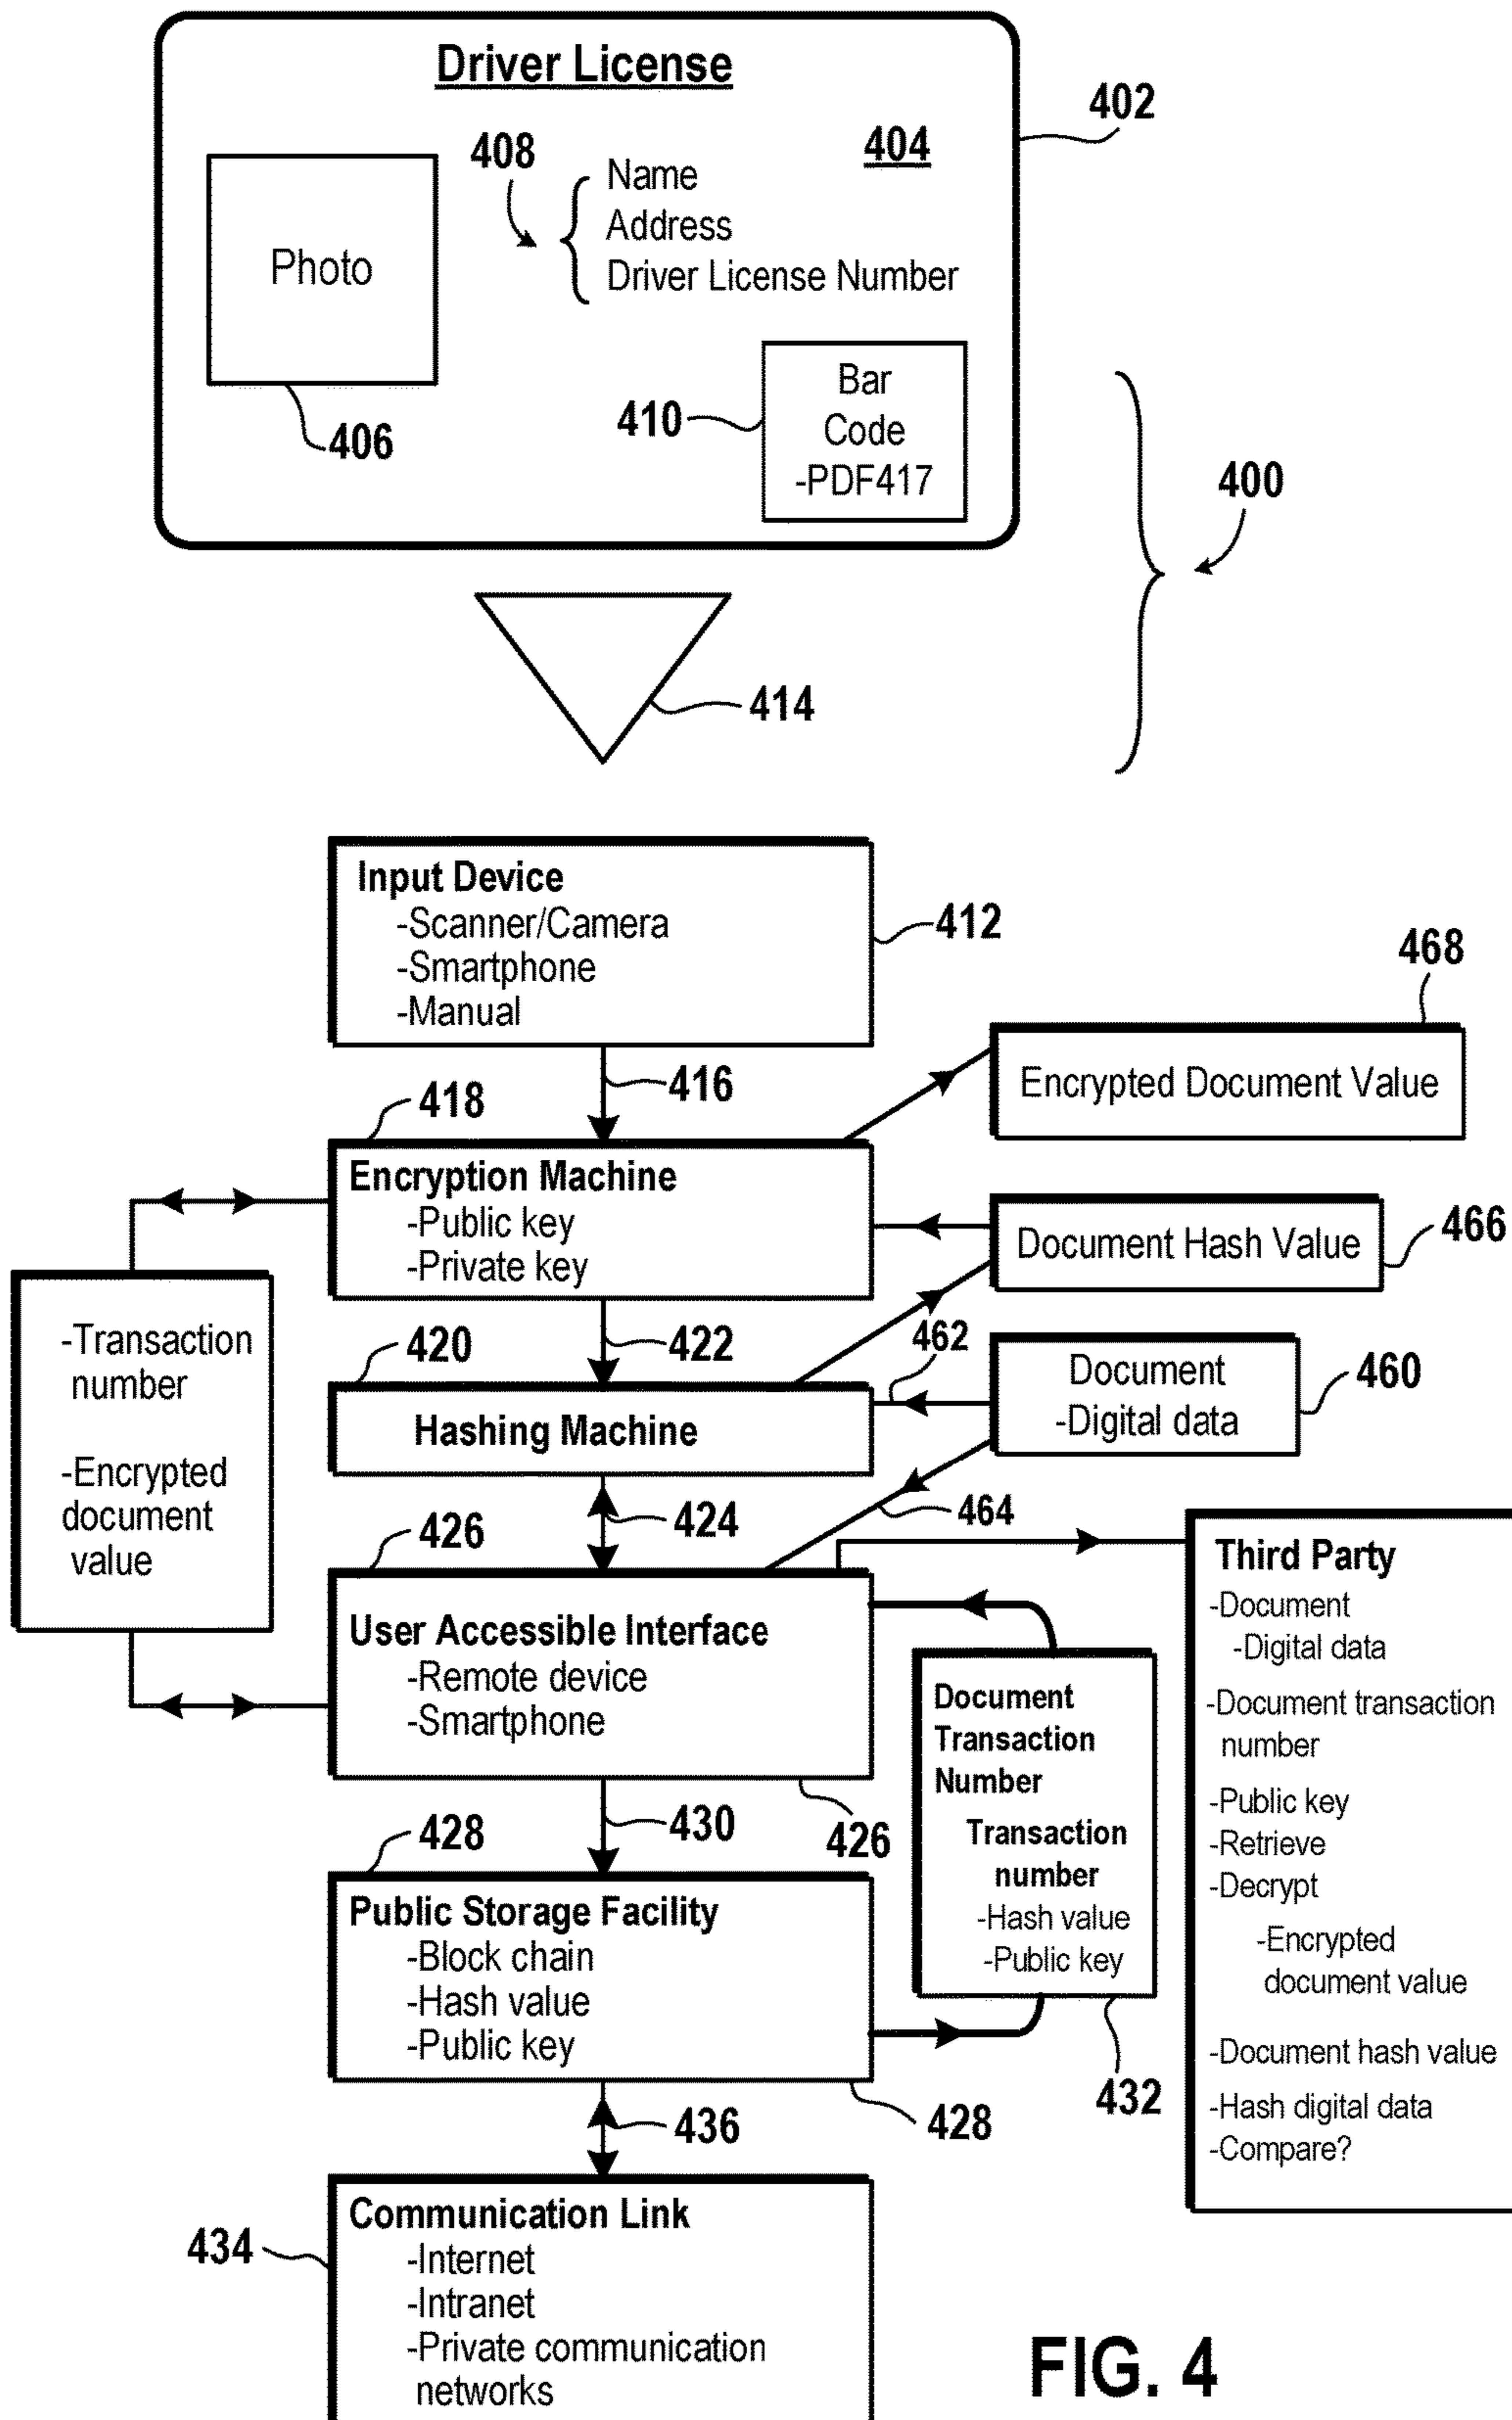 Driver License
402
408
404
Name
Address
Driver License Number
Photo
406
410
Bar
Code
-PDF417
400
414
Input Device
-Scanner/Camera
-Smartphone
-Manual
412
468
416
Encrypted Document Value
418
Encryption Machine
-Public key
-Private key
Document Hash Value
466
-Transaction
number
-Encrypted
document
value
420
422
462
Document
-Digital data
460
Hashing Machine
424
464
426
User Accessible Interface
-Remote device
-Smartphone
426
430
428
Document
Transaction
Number
Transaction
number
-Hash value
-Public key
432
Third Party
-Document
-Digital data
-Document transaction
number
-Public key
-Retrieve
-Decrypt
-Encrypted
document value
-Document hash value
-Hash digital data
-Compare?
Public Storage Facility
-Block chain
-Hash value
-Public key
428
436
Communication Link
-Internet
-Intranet
-Private communication
networks
434
FIG. 4